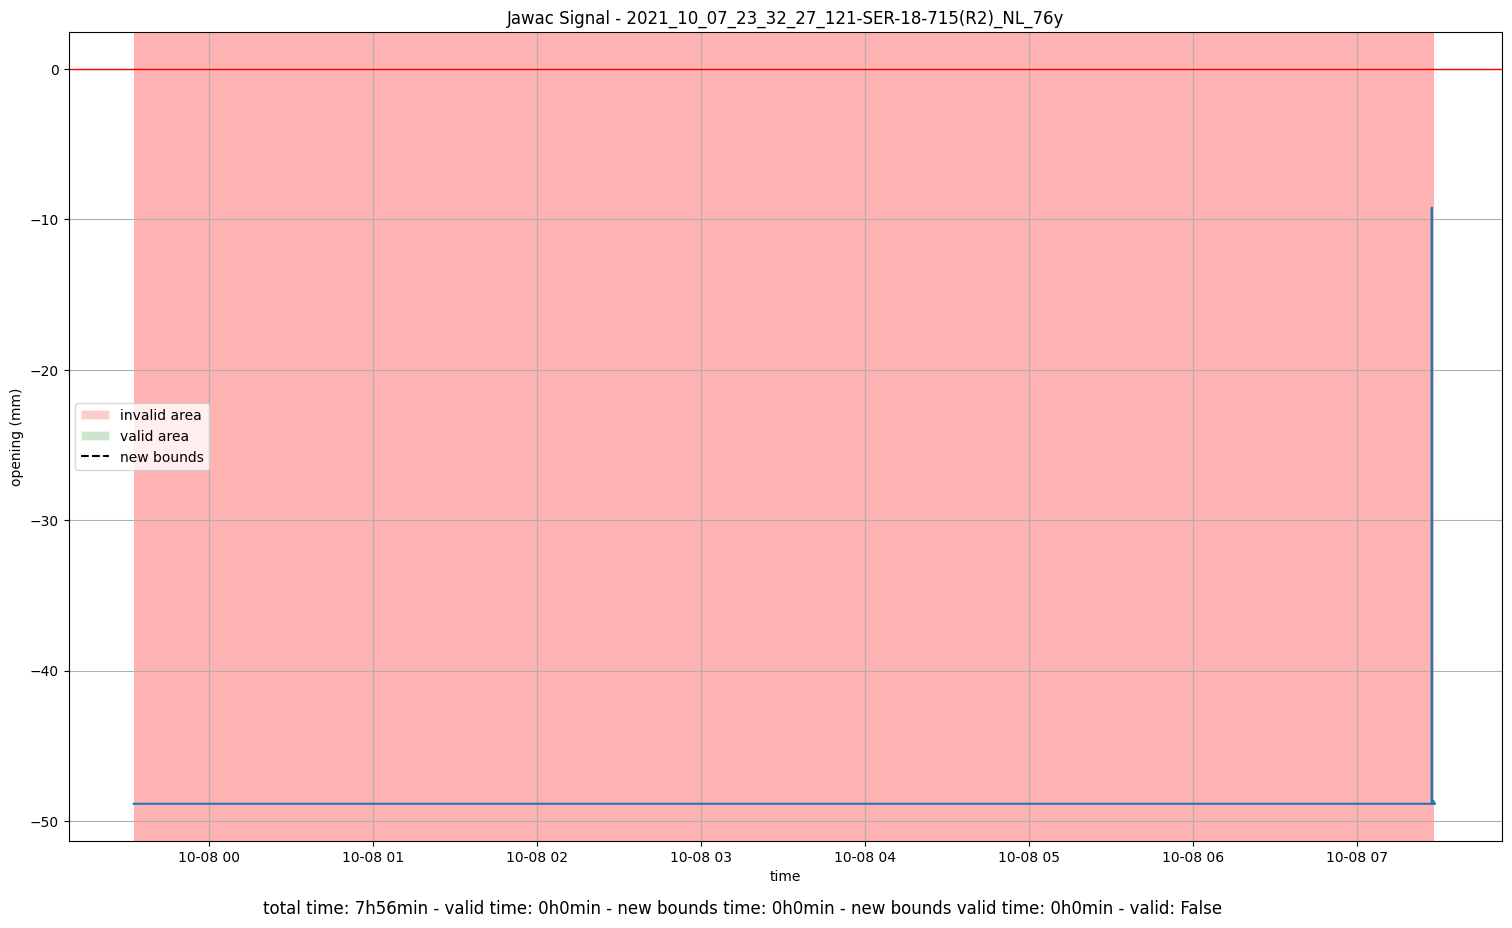 Jawac Signal - 2021_10_07_23_32_27_121-SER-18-715(R2)_NL_76y
0
−10
−20
−30
−40
−50
opening (mm)
invalid area
valid area
new bounds
10-08 00 10-08 01 10-08 02 10-08 03 10-08 04 10-08 05 10-08 06 10-08 07
time
total time: 7h56min - valid time: 0h0min - new bounds time: 0h0min - new bounds valid time: 0h0min - valid: False